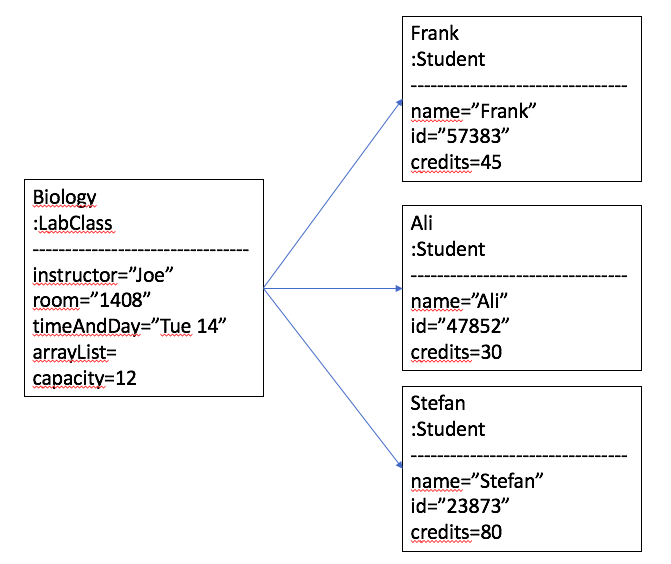 Frank
:Student
---------------------------------
name=”Frank”
id=”57383”
credits=45
Biology
:LabClass
---------------------------------
instructor=”Joe”
room=”1408”
timeAndDay=”Tue 14”
arrayList=
capacity=12
Ali
:Student
---------------------------------
name=”Ali”
id=”47852”
credits=30
Stefan
:Student
---------------------------------
name=”Stefan”
id=”23873”
credits=80